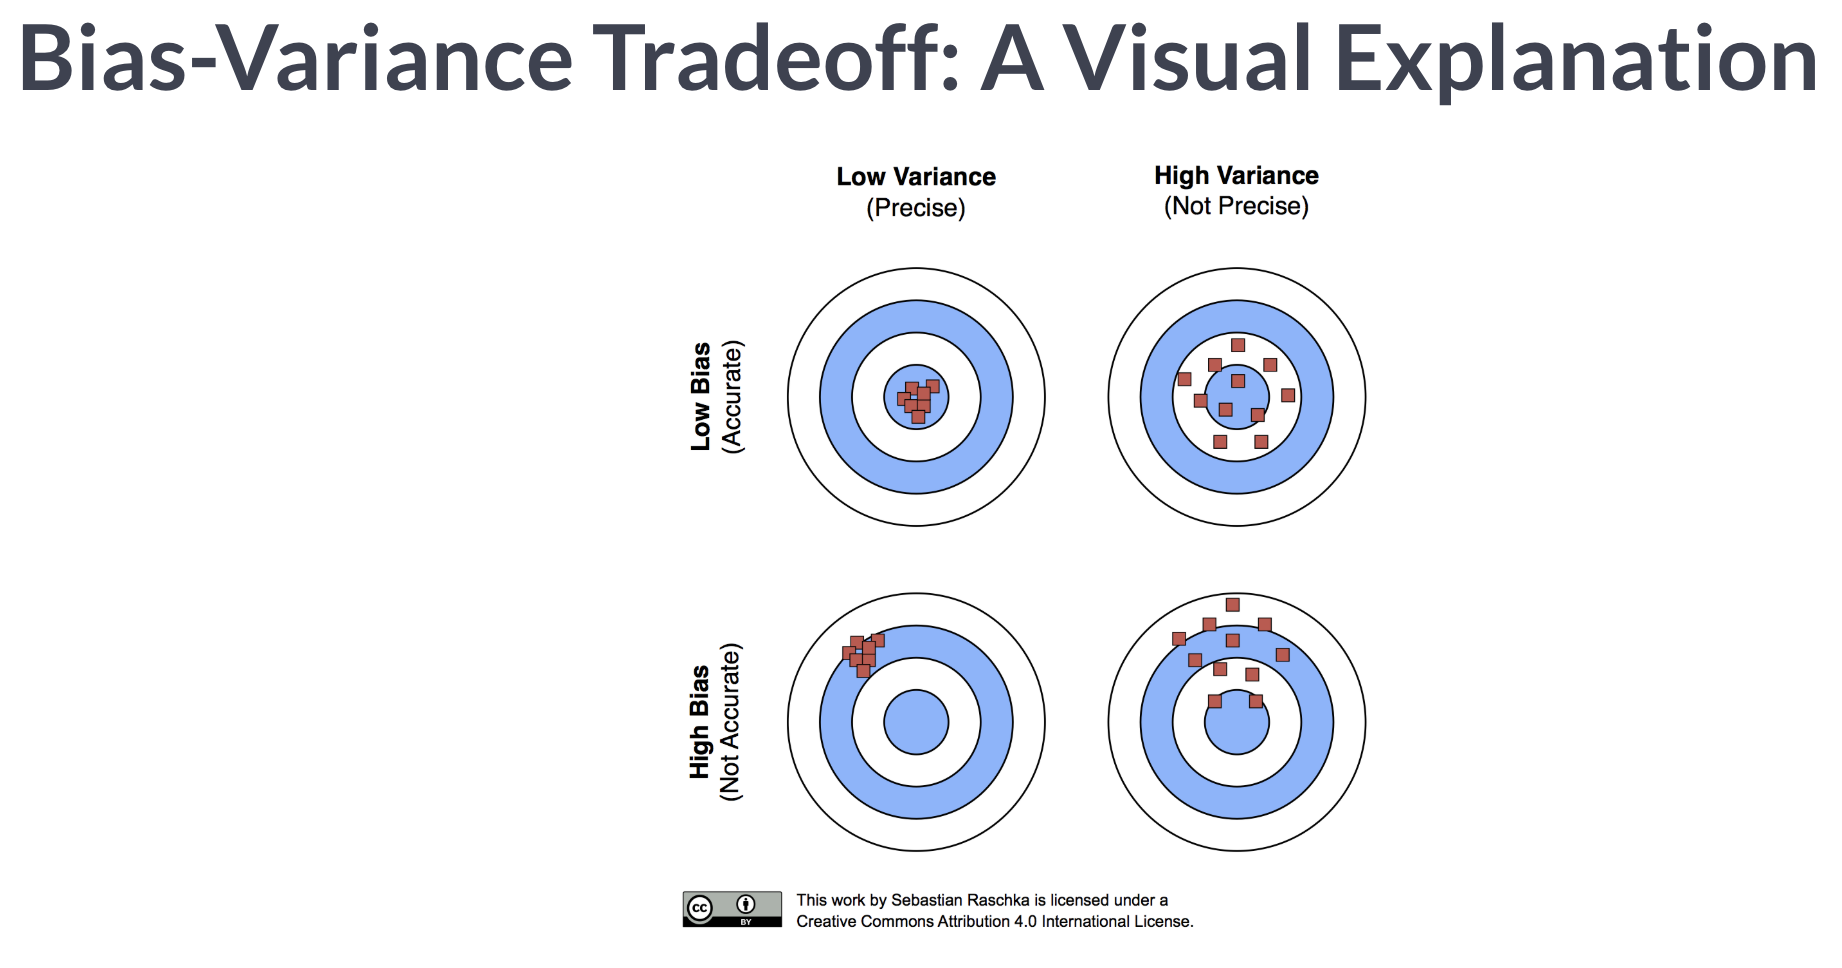 Bias-Variance Tradeoff: A Visual Explanation
Low Variance
(Precise)
High Variance
(Not Precise)
Low Bias
(Accurate)
High Bias
(Not Accurate)
cc
BY
This work by Sebastian Raschka is licensed under a
Creative Commons Attribution 4.0 International License.